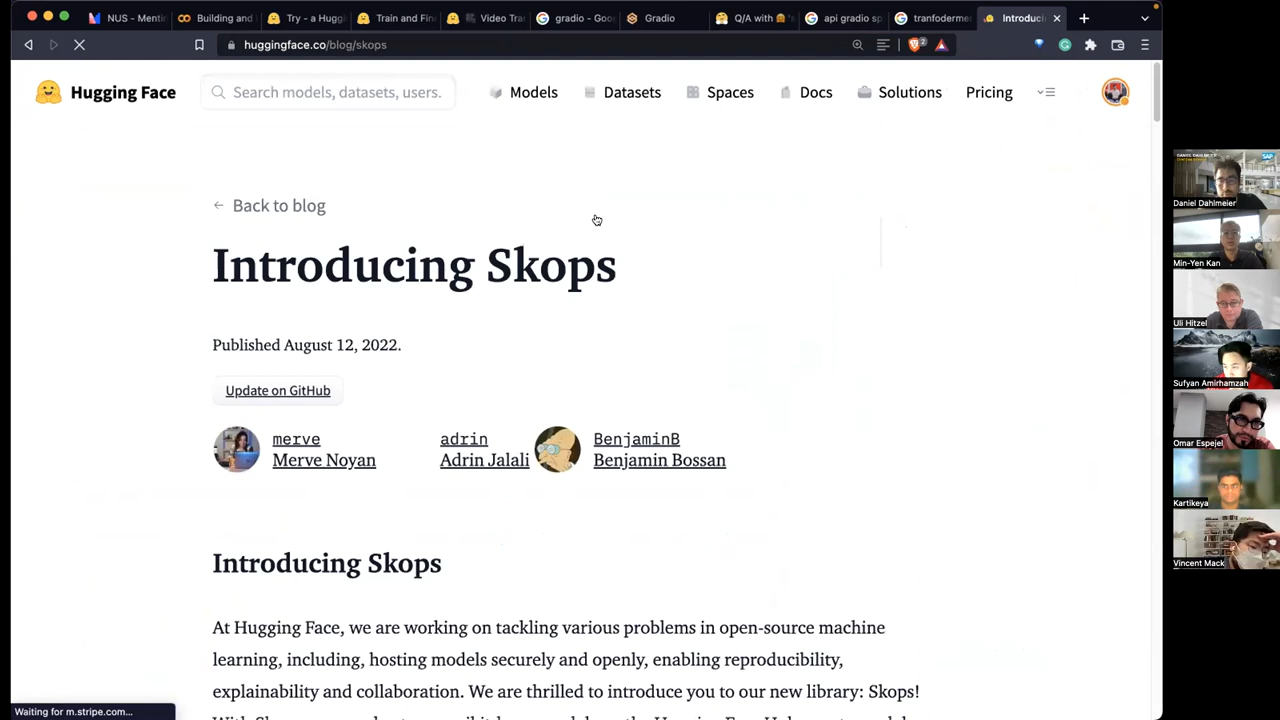 NUS - Mentin
Building and
Try - a Huggi
Train and Fin
Video Tra
gradio - Goo
Gradio
Q/A with 🤗's
api gradio sp
tranfodermer
Introduci
huggingface.co/blog/skops
2
Hugging Face
Search models, datasets, users.
Models
Datasets
Spaces
Docs
Solutions
Pricing
Back to blog
Introducing Skops
Published August 12, 2022.
Update on GitHub
merve
Merve Noyan
adrin
Adrin Jalali
BenjaminB
Benjamin Bossan
Introducing Skops
At Hugging Face, we are working on tackling various problems in open-source machine
learning, including, hosting models securely and openly, enabling reproducibility,
explainability and collaboration. We are thrilled to introduce you to our new library: Skops!
Waiting for m.stripe.com...
SAP
Daniel Dahlmeier
Min-Yen Kan
Uli Hitzel
Sufyan Amirhamzah
Omar Espejel
Kartikeya
Vincent Mack